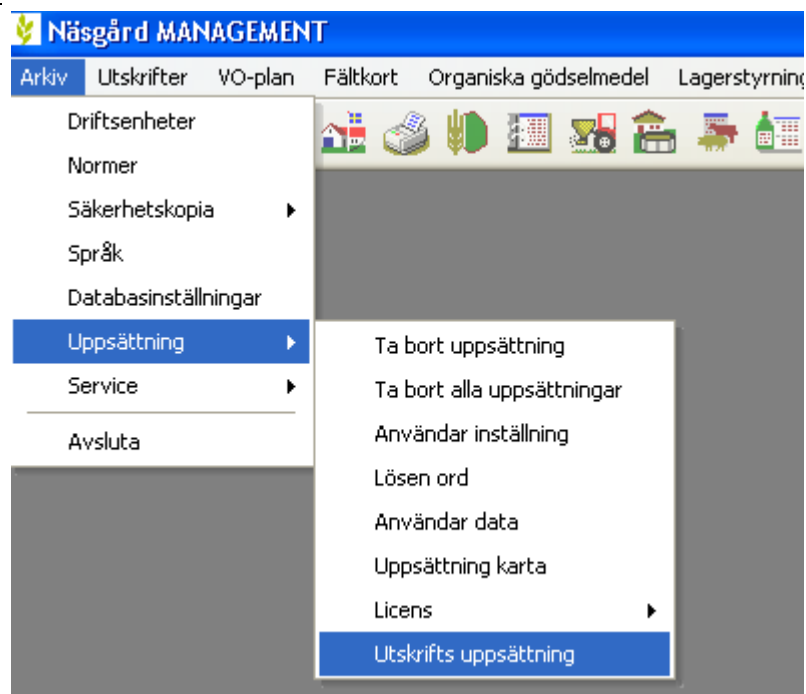 Näsgård MANAGEMENT
Arkiv Utskrifter VO-plan Fältkort Organiska gödselmedel Lagerstyrning
Driftsenheter
Normer
Säkerhetskopia
Språk
Databasinställningar
Uppsättning
Service
Avsluta
Ta bort uppsättning
Ta bort alla uppsättningar
Användar inställning
Lösen ord
Användar data
Uppsättning karta
Licens
Utskrifts uppsättning